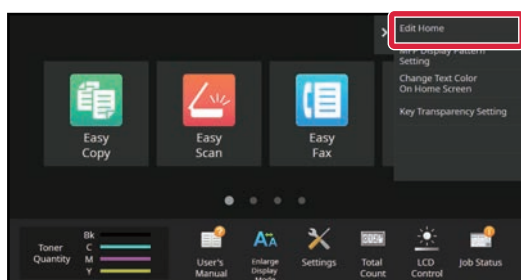 Edit Home
MFP Display Pattern
Setting
Change Text Color
On Home Screen
Key Transparency Setting
Easy
Copy
Easy
Scan
Easy
Fax
Toner
Quantity
Bk
C
M
Y
User's
Manual
Enlarge
Display
Mode
Settings
Total
Count
LCD
Control
Job Status